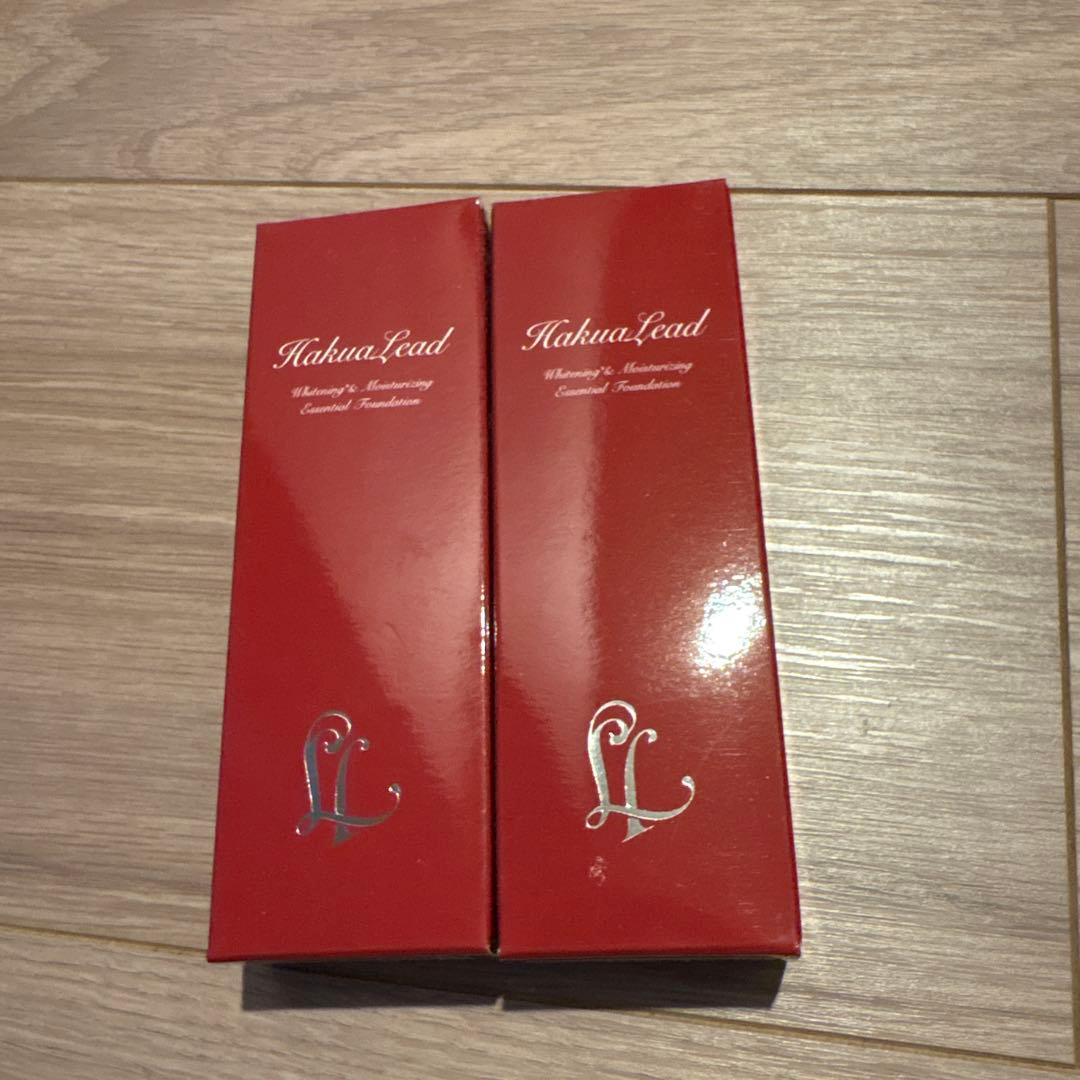 HakuaLead
Whitening*& Moisturizing
Essential Foundation
HakuaLead
Whitening*& Moisturizing
Essential Foundation